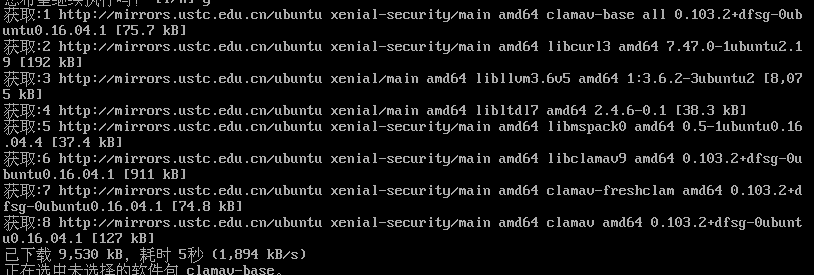 您希望继续执行吗? [Y/n] y
获取:1 http://mirrors.ustc.edu.cn/ubuntu xenial-security/main amd64 clamav-base all 0.103.2+dfsg-0ub
untu0.16.04.1 [75.7 kB]
获取:2 http://mirrors.ustc.edu.cn/ubuntu xenial-security/main amd64 libcurl3 amd64 7.47.0-1ubuntu2.1
9 [192 kB]
获取:3 http://mirrors.ustc.edu.cn/ubuntu xenial/main amd64 libllvm3.6v5 amd64 1:3.6.2-3ubuntu2 [8,07
5 kB]
获取:4 http://mirrors.ustc.edu.cn/ubuntu xenial/main amd64 libltdl7 amd64 2.4.6-0.1 [38.3 kB]
获取:5 http://mirrors.ustc.edu.cn/ubuntu xenial-security/main amd64 libmspack0 amd64 0.5-1ubuntu0.16
.04.4 [37.4 kB]
获取:6 http://mirrors.ustc.edu.cn/ubuntu xenial-security/main amd64 libclamav9 amd64 0.103.2+dfsg-0u
buntu0.16.04.1 [911 kB]
获取:7 http://mirrors.ustc.edu.cn/ubuntu xenial-security/main amd64 clamav-freshclam amd64 0.103.2+d
fsg-0ubuntu0.16.04.1 [74.8 kB]
获取:8 http://mirrors.ustc.edu.cn/ubuntu xenial-security/main amd64 clamav amd64 0.103.2+dfsg-0ubunt
u0.16.04.1 [127 kB]
已下载 9,530 kB，耗时 5秒 (1,894 kB/s)
正在选中未选择的软件包 clamav-base。